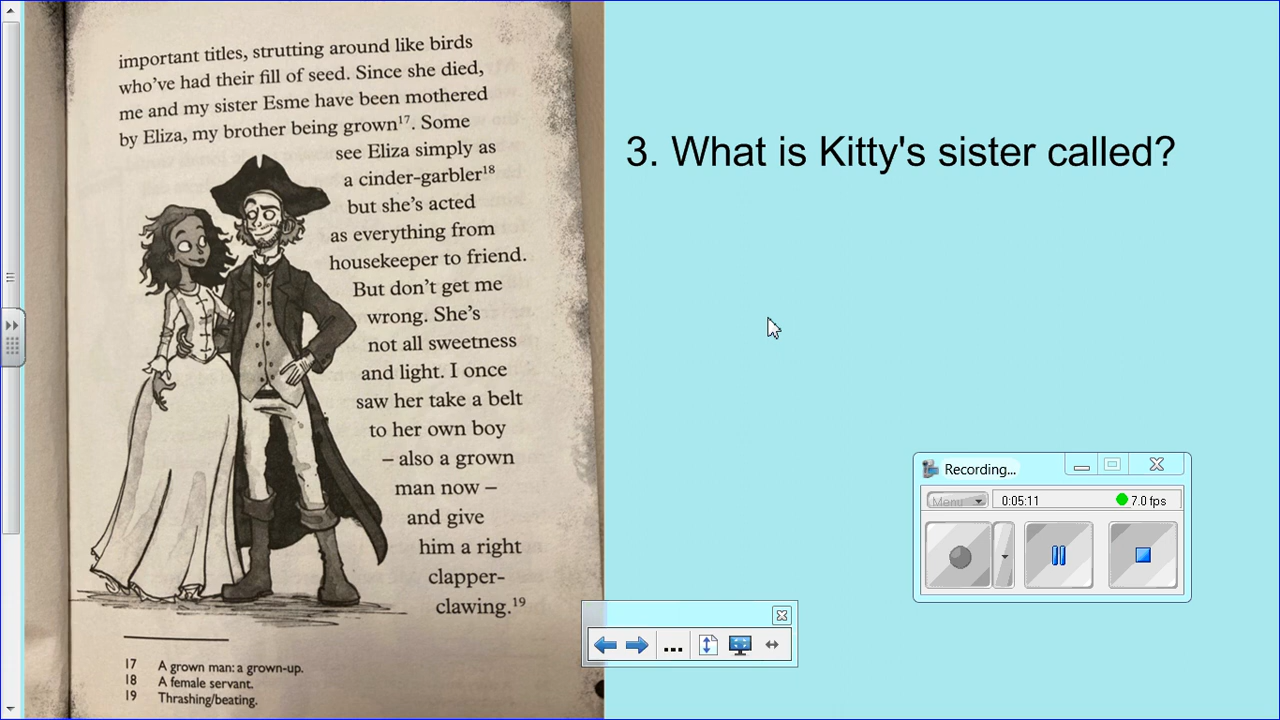 important titles, strutting around like birds
who've had their fill of seed. Since she died,
me and my sister Esme have been mothered
by Eliza, my brother being grown¹⁷. Some
see Eliza simply as
a cinder-garbler¹⁸
but she's acted
as everything from
housekeeper to friend.
But don't get me
wrong. She's
not all sweetness
and light. I once
saw her take a belt
to her own boy
– also a grown
man now –
and give
him a right
clapper-
clawing.¹⁹
17 A grown man: a grown-up.
18 A female servant.
19 Thrashing/beating.
3. What is Kitty's sister called?
Recording...
Menu
0:05:11
7.0 fps